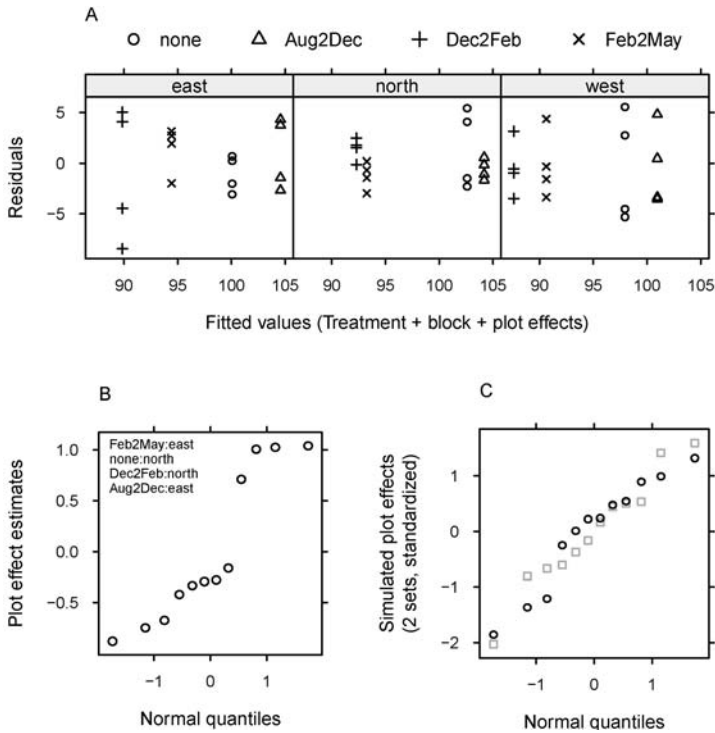 A
none Aug2Dec Dec2Feb Feb2May
east north west
Residuals
5
0
−5
90 95 100 105 90 95 100 105 90 95 100 105
Fitted values (Treatment + block + plot effects)
B
Plot effect estimates
1.0
0.5
0.0
−0.5
Feb2May:east
none:north
Dec2Feb:north
Aug2Dec:east
−1 0 1
Normal quantiles
C
Simulated plot effects
(2 sets, standardized)
1
0
−1
−2
−1 0 1
Normal quantiles